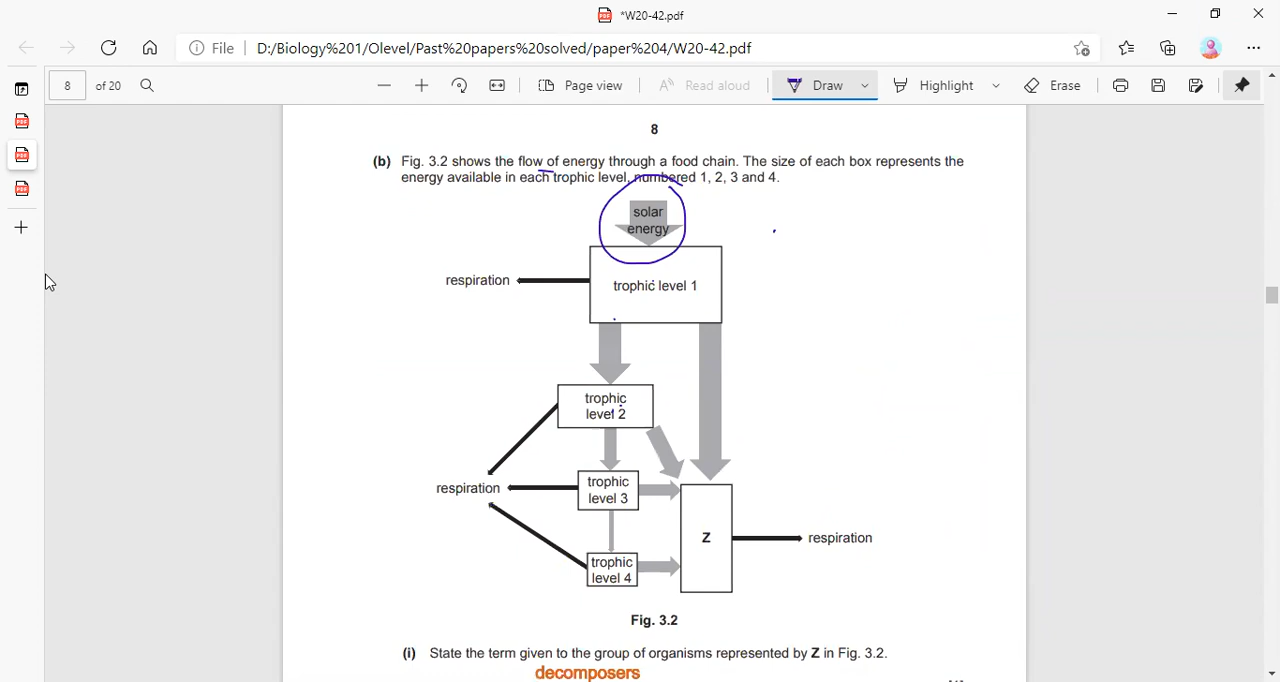 *W20-42.pdf
File
D:/Biology%201/Olevel/Past%20papers%20solved/paper%204/W20-42.pdf
8 of 20
Page view
Read aloud
Draw
Highlight
Erase
8
(b) Fig. 3.2 shows the flow of energy through a food chain. The size of each box represents the
energy available in each trophic level, numbered 1, 2, 3 and 4.
solar
energy
respiration
trophic level 1
trophic
level 2
respiration
trophic
level 3
trophic
level 4
Z
respiration
Fig. 3.2
(i) State the term given to the group of organisms represented by Z in Fig. 3.2.
decomposers